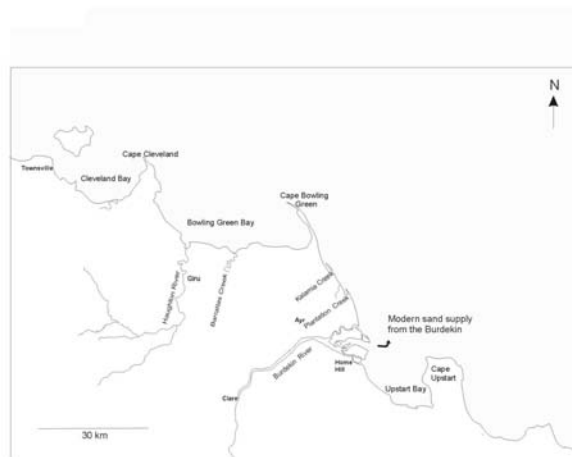 N
Cape Cleveland
Townsville
Cleveland Bay
Cape Bowling
Green
Bowling Green Bay
Haughton River
Giru
Barrattas Creek
Kalamia Creek
Plantation Creek
Ayr
Modern sand supply
from the Burdekin
Burdekin River
Home
Hill
Cape
Upstart
Upstart Bay
Clare
30 km